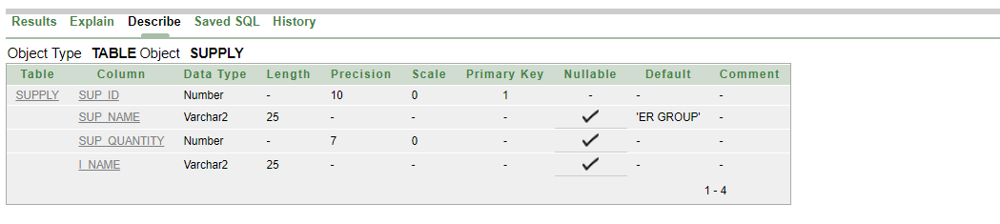 Results Explain Describe Saved SQL History
Object Type TABLE Object SUPPLY
Table Column Data Type Length Precision Scale Primary Key Nullable Default Comment
SUPPLY SUP_ID Number - 10 0 1 - - -
SUP_NAME Varchar2 25 - - - ✓ 'ER GROUP' -
SUP_QUANTITY Number - 7 0 - ✓ - -
I_NAME Varchar2 25 - - - ✓ - -
1 - 4